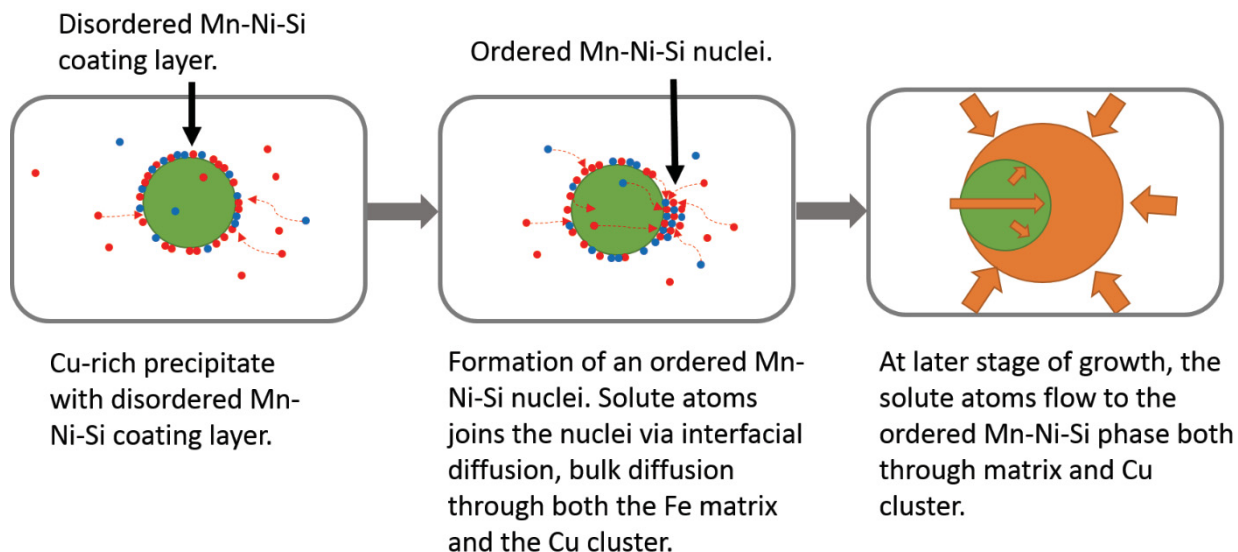 Disordered Mn-Ni-Si
coating layer.
Ordered Mn-Ni-Si nuclei.
Cu-rich precipitate
with disordered Mn-
Ni-Si coating layer.
Formation of an ordered Mn-
Ni-Si nuclei. Solute atoms
joins the nuclei via interfacial
diffusion, bulk diffusion
through both the Fe matrix
and the Cu cluster.
At later stage of growth, the
solute atoms flow to the
ordered Mn-Ni-Si phase both
through matrix and Cu
cluster.